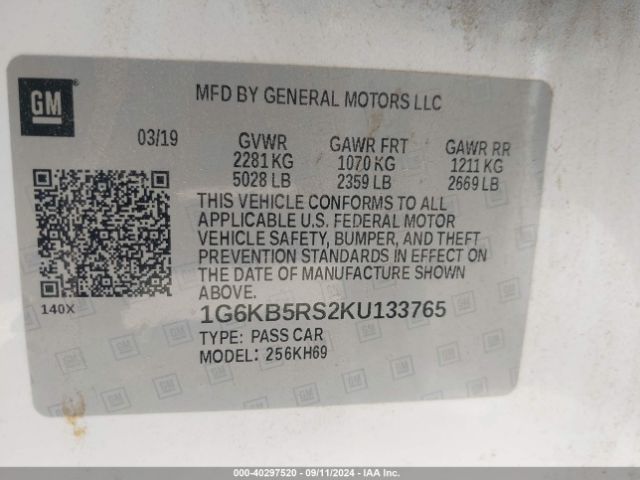 GM
MFD BY GENERAL MOTORS LLC
03/19
GVWR GAWR FRT GAWR RR
2281 KG 1070 KG 1211 KG
5028 LB 2359 LB 2669 LB
THIS VEHICLE CONFORMS TO ALL
APPLICABLE U.S. FEDERAL MOTOR
VEHICLE SAFETY, BUMPER, AND THEFT
PREVENTION STANDARDS IN EFFECT ON
THE DATE OF MANUFACTURE SHOWN
ABOVE.
140X
1G6KB5RS2KU133765
TYPE: PASS CAR
MODEL: 256KH69
000-40297520 - 09/11/2024 - IAA Inc.